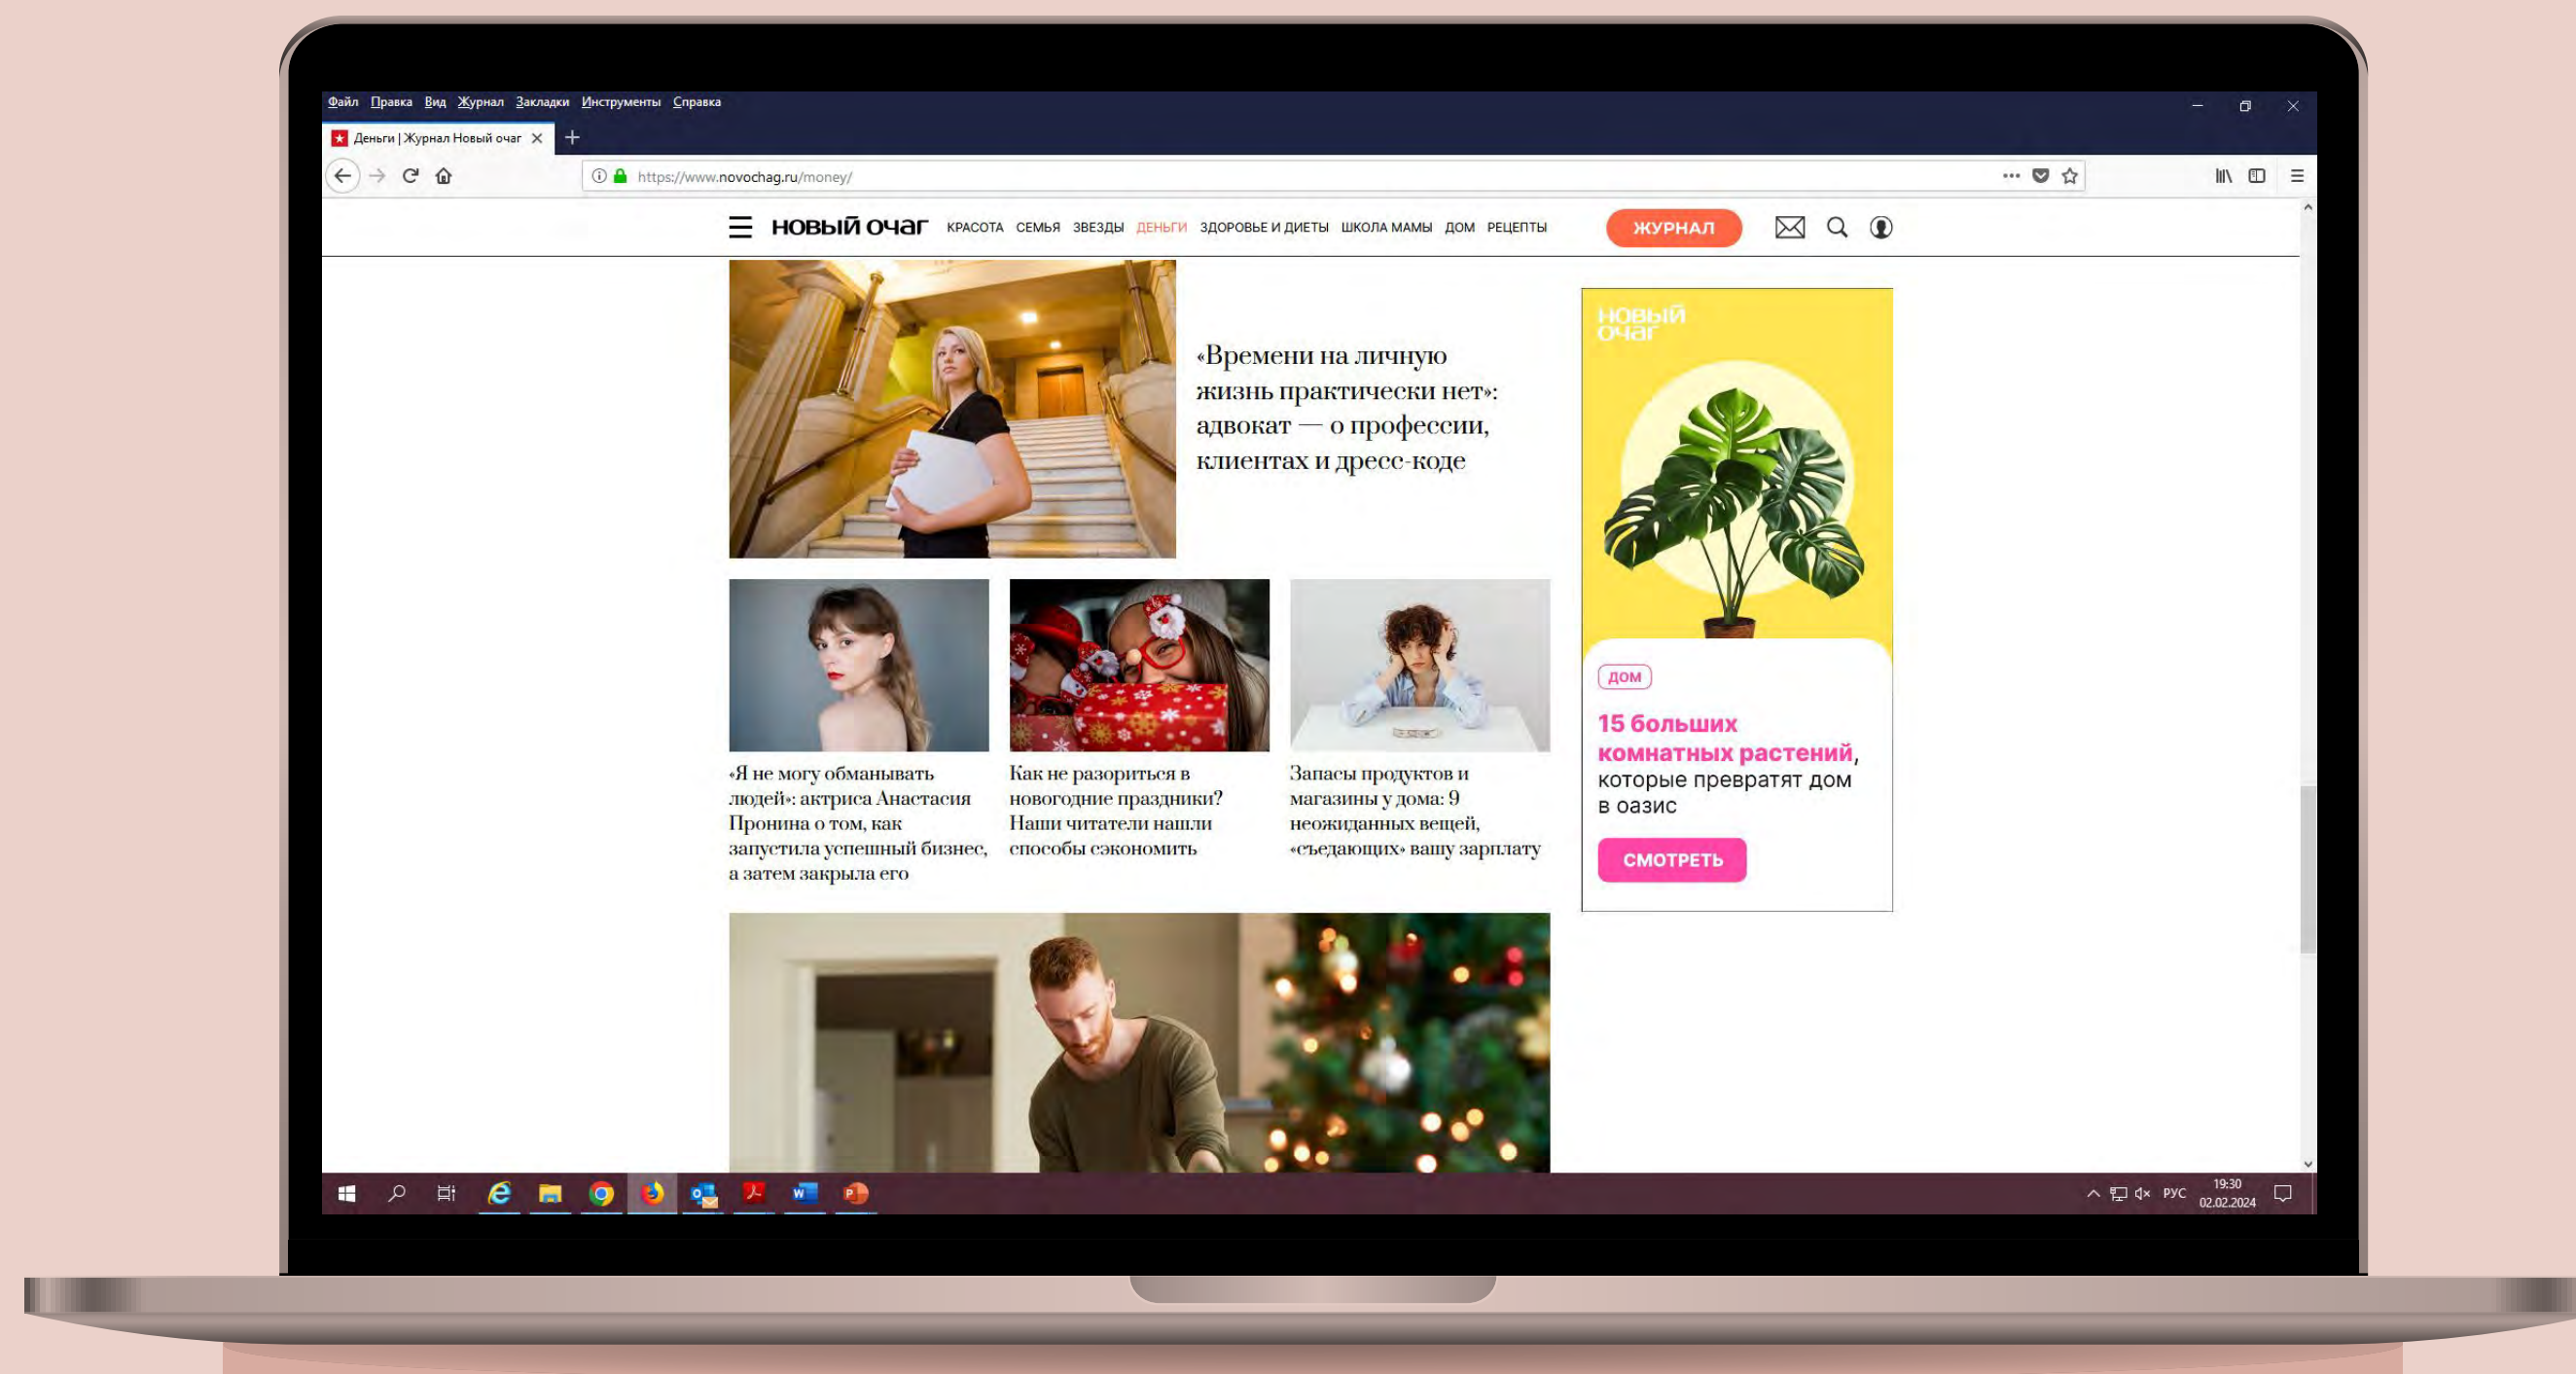 Файл Правка Вид Журнал Закладки Инструменты Справка
Деньги | Журнал Новый очаг
https://www.novochag.ru/money/
НОВЫЙ ОЧАГ КРАСОТА СЕМЬЯ ЗВЕЗДЫ ДЕНЬГИ ЗДОРОВЬЕ И ДИЕТЫ ШКОЛА МАМЫ ДОМ РЕЦЕПТЫ ЖУРНАЛ
«Времени на личную
жизнь практически нет»:
адвокат — о профессии,
клиентах и дресс-коде
«Я не могу обманывать
людей»: актриса Анастасия
Пронина о том, как
запустила успешный бизнес,
а затем закрыла его
Как не разориться в
новогодние праздники?
Наши читатели нашли
способы сэкономить
Запасы продуктов и
магазины у дома: 9
неожиданных вещей,
«съедающих» вашу зарплату
НОВЫЙ
ОЧАГ
ДОМ
15 больших
комнатных растений,
которые превратят дом
в оазис
СМОТРЕТЬ
РУС
19:30
02.02.2024